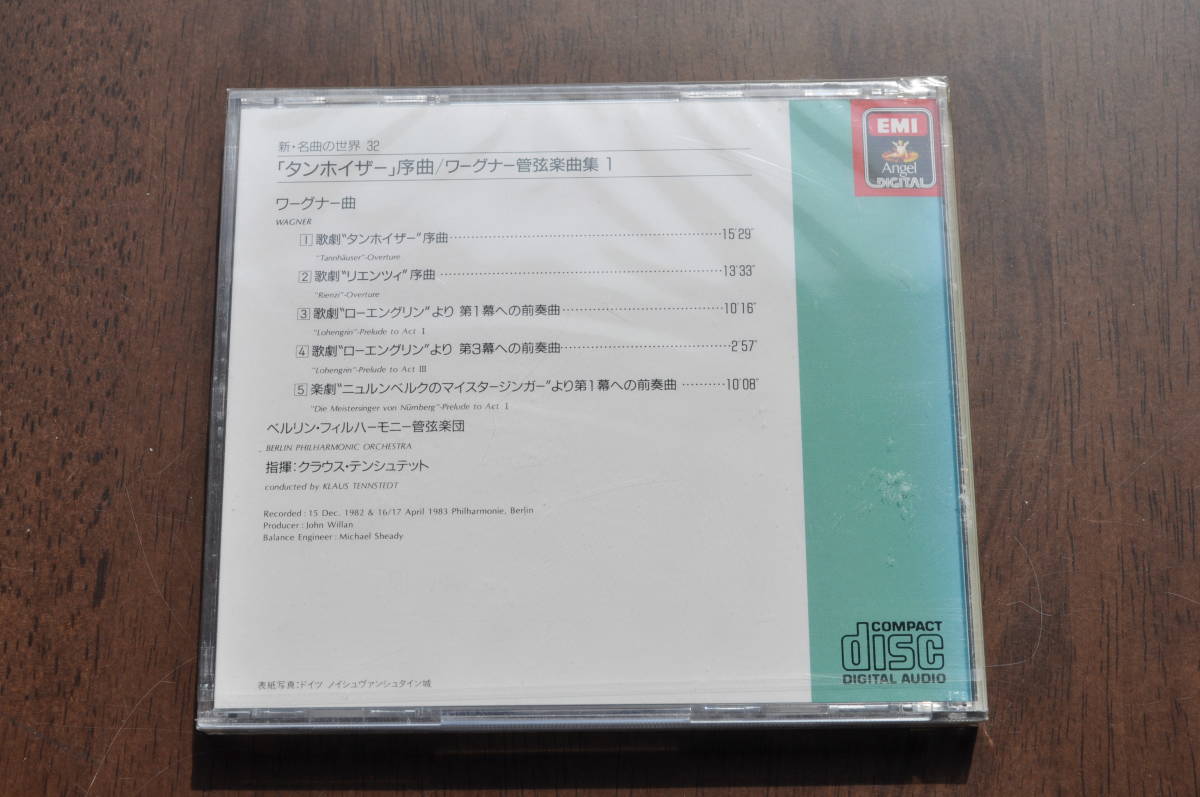 新・名曲の世界 32
「タンホイザー」序曲/ワーグナー管弦楽曲集 1
ワーグナー曲
WAGNER
1 歌劇“タンホイザー”序曲……………………………………15'29"
"Tannhäuser"-Overture
2 歌劇“リエンツィ”序曲……………………………………13'33"
"Rienzi"-Overture
3 歌劇“ローエングリン”より 第1幕への前奏曲……………………10'16"
"Lohengrin"-Prelude to Act I
4 歌劇“ローエングリン”より 第3幕への前奏曲……………………2'57"
"Lohengrin"-Prelude to Act III
5 楽劇“ニュルンベルクのマイスタージンガー”より第1幕への前奏曲 ………10'08"
"Die Meistersinger von Nürnberg"-Prelude to Act I
ベルリン・フィルハーモニー管弦楽団
BERLIN PHILHARMONIC ORCHESTRA
指揮:クラウス・テンシュテット
conducted by KLAUS TENNSTEDT
Recorded : 15 Dec. 1982 & 16/17 April 1983 Philharmonie, Berlin
Producer : John Willan
Balance Engineer : Michael Sheady
表紙写真:ドイツ ノイシュヴァンシュタイン城
EMI
Angel
DIGITAL
COMPACT
disc
DIGITAL AUDIO